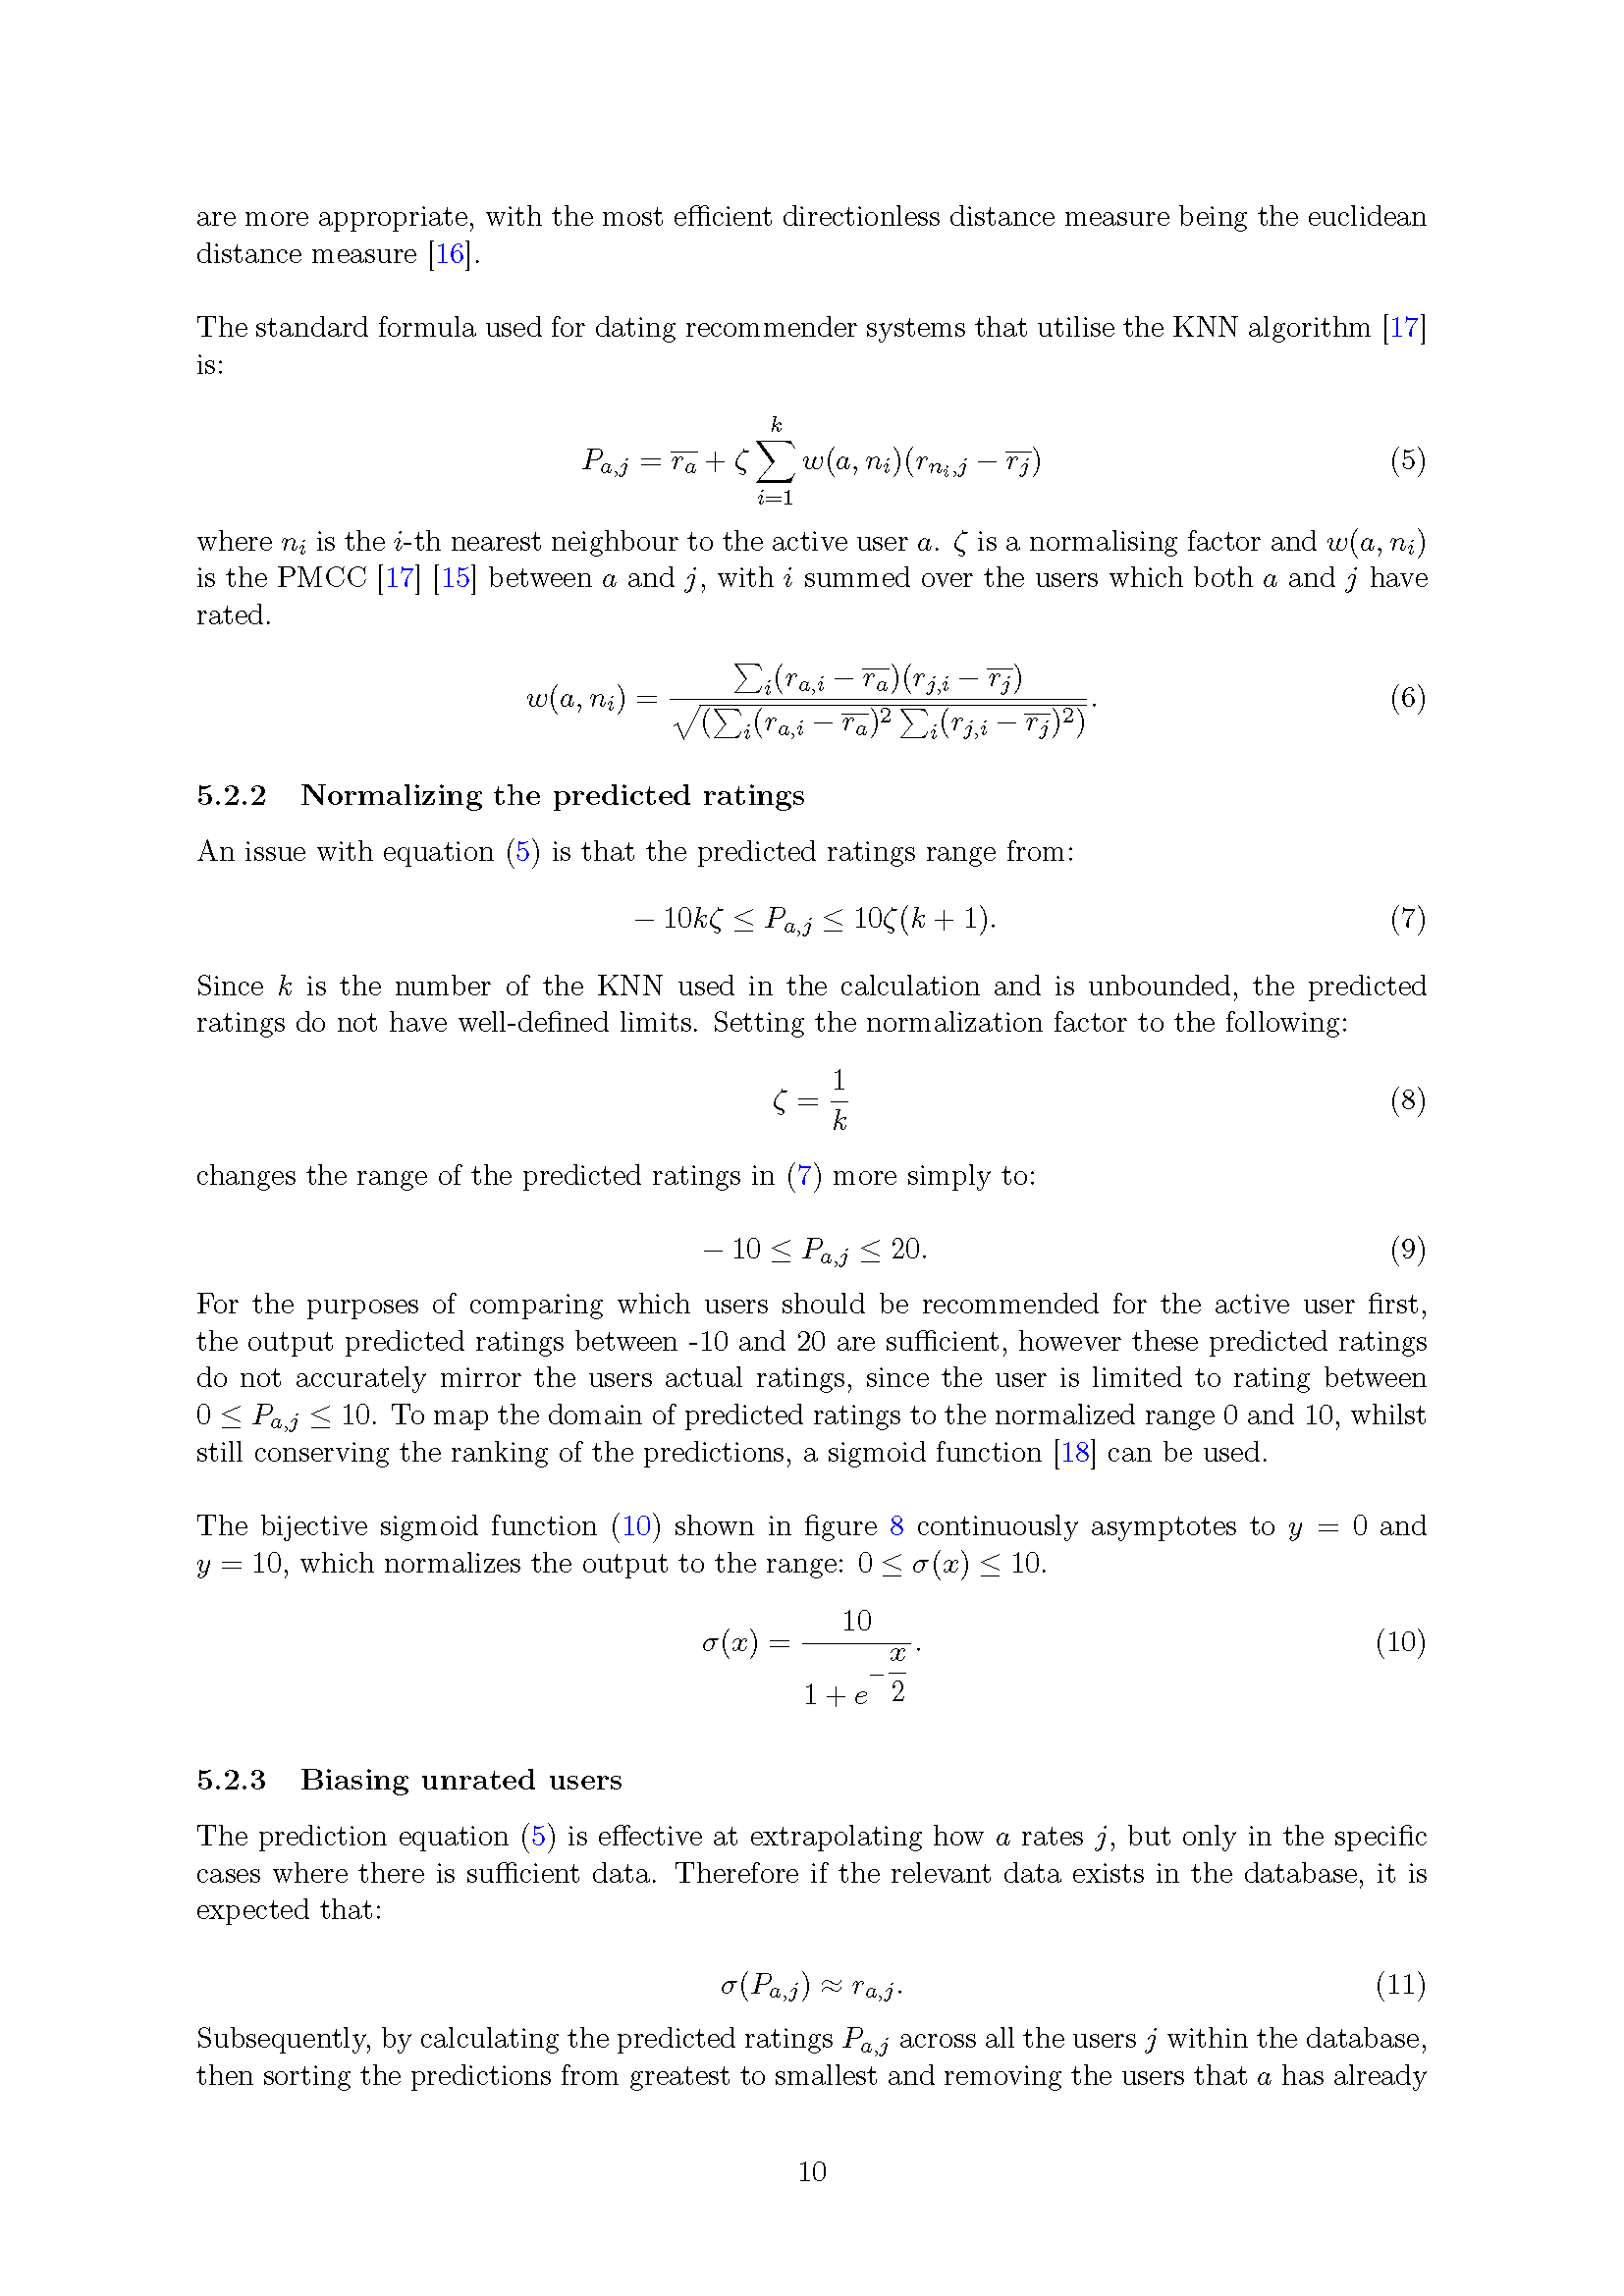 are more appropriate, with the most efficient directionless distance measure being the euclidean
distance measure [16].
The standard formula used for dating recommender systems that utilise the KNN algorithm [17]
is:
$P_{a,j} = \overline{r_a} + \zeta \sum_{i=1}^{k} w(a, n_i)(r_{n_i,j} - \overline{r_j})$ (5)
where $n_i$ is the $i$-th nearest neighbour to the active user $a$. $\zeta$ is a normalising factor and $w(a, n_i)$
is the PMCC [17] [15] between $a$ and $j$, with $i$ summed over the users which both $a$ and $j$ have
rated.
$w(a, n_i) = \frac{\sum_i (r_{a,i} - \overline{r_a})(r_{j,i} - \overline{r_j})}{\sqrt{(\sum_i (r_{a,i} - \overline{r_a})^2 \sum_i (r_{j,i} - \overline{r_j})^2)}}.$ (6)
5.2.2 Normalizing the predicted ratings
An issue with equation (5) is that the predicted ratings range from:
$-10k\zeta \leq P_{a,j} \leq 10\zeta(k + 1).$ (7)
Since $k$ is the number of the KNN used in the calculation and is unbounded, the predicted
ratings do not have well-defined limits. Setting the normalization factor to the following:
$\zeta = \frac{1}{k}$ (8)
changes the range of the predicted ratings in (7) more simply to:
$-10 \leq P_{a,j} \leq 20.$ (9)
For the purposes of comparing which users should be recommended for the active user first,
the output predicted ratings between -10 and 20 are sufficient, however these predicted ratings
do not accurately mirror the users actual ratings, since the user is limited to rating between
$0 \leq P_{a,j} \leq 10$. To map the domain of predicted ratings to the normalized range 0 and 10, whilst
still conserving the ranking of the predictions, a sigmoid function [18] can be used.
The bijective sigmoid function (10) shown in figure 8 continuously asymptotes to $y = 0$ and
$y = 10$, which normalizes the output to the range: $0 \leq \sigma(x) \leq 10$.
$\sigma(x) = \frac{10}{1 + e^{-\frac{x}{2}}}.$ (10)
5.2.3 Biasing unrated users
The prediction equation (5) is effective at extrapolating how $a$ rates $j$, but only in the specific
cases where there is sufficient data. Therefore if the relevant data exists in the database, it is
expected that:
$\sigma(P_{a,j}) \approx r_{a,j}.$ (11)
Subsequently, by calculating the predicted ratings $P_{a,j}$ across all the users $j$ within the database,
then sorting the predictions from greatest to smallest and removing the users that $a$ has already
10